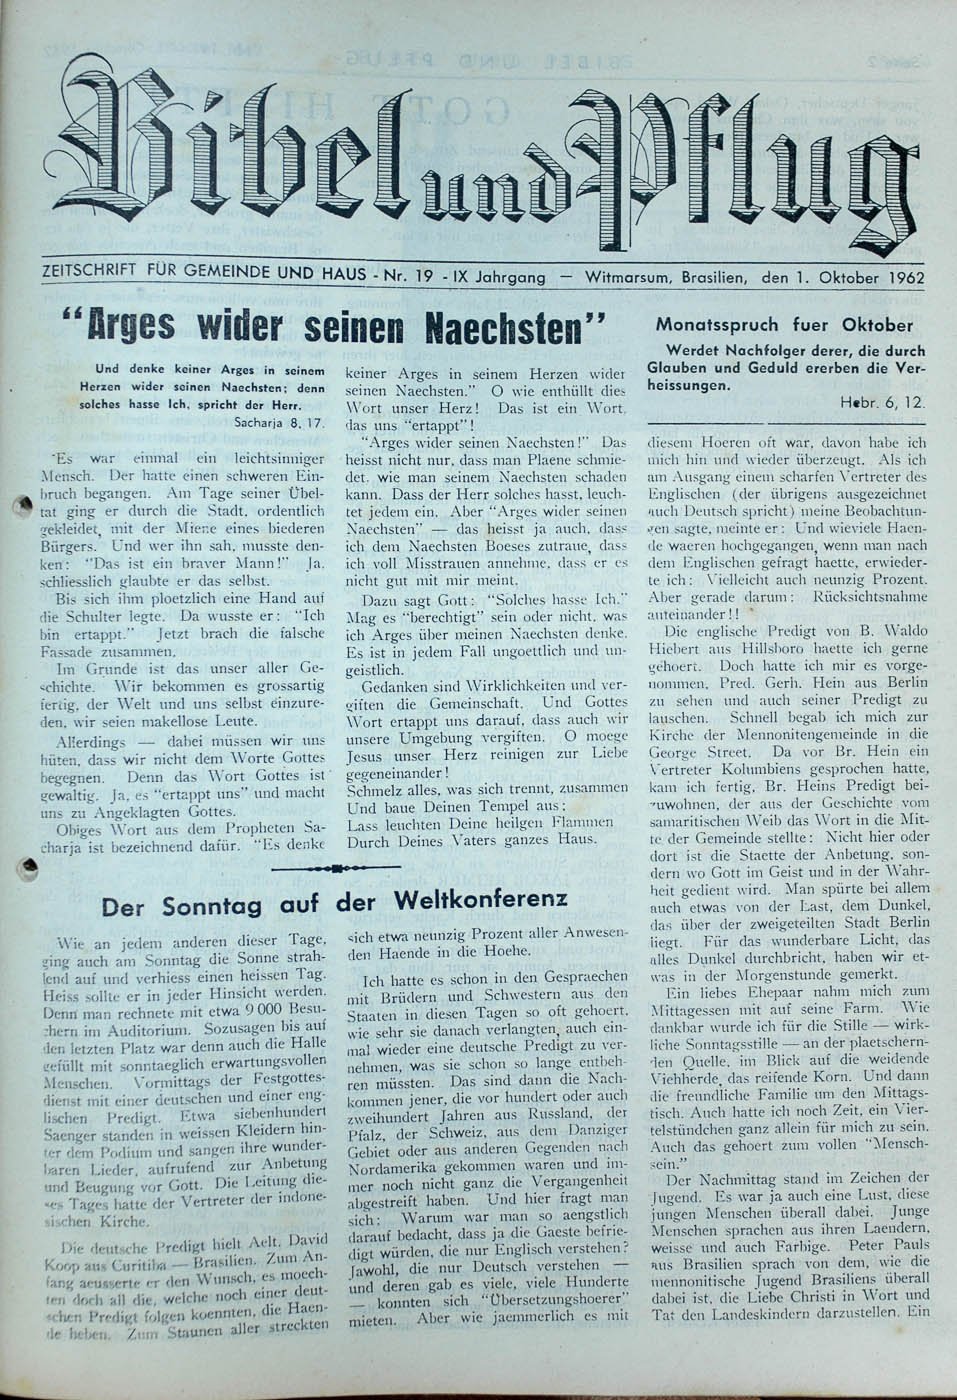 Bibel und Pflug
ZEITSCHRIFT FÜR GEMEINDE UND HAUS - Nr. 19 - IX Jahrgang — Witmarsum, Brasilien, den 1. Oktober 1962
"Arges wider seinen Naechsten"
Und denke keiner Arges in seinem
Herzen wider seinen Naechsten; denn
solches hasse Ich, spricht der Herr.
Sacharja 8, 17.
Es war einmal ein leichtsinniger
Mensch. Der hatte einen schweren Ein-
bruch begangen. Am Tage seiner Übel-
tat ging er durch die Stadt, ordentlich
gekleidet, mit der Miene eines biederen
Bürgers. Und wer ihn sah, musste den-
ken: "Das ist ein braver Mann!" Ja,
schliesslich glaubte er das selbst.
Bis sich ihm ploetzlich eine Hand auf
die Schulter legte. Da wusste er: "Ich
bin ertappt." Jetzt brach die falsche
Fassade zusammen.
Im Grunde ist das unser aller Ge-
schichte. Wir bekommen es grossartig
fertig, der Welt und uns selbst einzure-
den, wir seien makellose Leute.
Allerdings — dabei müssen wir uns
hüten, dass wir nicht dem Worte Gottes
begegnen. Denn das Wort Gottes ist
gewaltig. Ja, es "ertappt uns" und macht
uns zu Angeklagten Gottes.
Obiges Wort aus dem Propheten Sa-
charja ist bezeichnend dafür. "Es denke
keiner Arges in seinem Herzen wider
seinen Naechsten." O wie enthüllt dies
Wort unser Herz! Das ist ein Wort,
das uns "ertappt"!
"Arges wider seinen Naechsten!" Das
heisst nicht nur, dass man Plaene schmie-
det, wie man seinem Naechsten schaden
kann. Dass der Herr solches hasst, leuch-
tet jedem ein. Aber "Arges wider seinen
Naechsten" — das heisst ja auch, dass
ich dem Naechsten Boeses zutraue, dass
ich voll Misstrauen annehme, dass er es
nicht gut mit mir meint.
Dazu sagt Gott: "Solches hasse Ich."
Mag es "berechtigt" sein oder nicht, was
ich Arges über meinen Naechsten denke.
Es ist in jedem Fall ungoettlich und un-
geistlich.
Gedanken sind Wirklichkeiten und ver-
giften die Gemeinschaft. Und Gottes
Wort ertappt uns darauf, dass auch wir
unsere Umgebung vergiften. O moege
Jesus unser Herz reinigen zur Liebe
gegeneinander!
Schmelz alles, was sich trennt, zusammen
Und baue Deinen Tempel aus;
Lass leuchten Deine heilgen Flammen
Durch Deines Vaters ganzes Haus.
Der Sonntag auf der Weltkonferenz
Wie an jedem anderen dieser Tage,
ging auch am Sonntag die Sonne strah-
lend auf und verhiess einen heissen Tag.
Heiss sollte er in jeder Hinsicht werden.
Denn man rechnete mit etwa 9 000 Besu-
chern im Auditorium. Sozusagen bis auf
den letzten Platz war denn auch die Halle
gefüllt mit sonntaeglich erwartungsvollen
Menschen. Vormittags der Festgottes-
dienst mit einer deutschen und einer eng-
lischen Predigt. Etwa siebenhundert
Saenger standen in weissen Kleidern hin-
ter dem Podium und sangen ihre wunder-
baren Lieder, aufrufend zur Anbetung
und Beugung vor Gott. Die Leitung die-
ses Tages hatte der Vertreter der indone-
sischen Kirche.
Die deutsche Predigt hielt Aelt. David
Koop aus Curitiba — Brasilien. Zum An-
fang aeusserte er den Wunsch, es moech-
ten doch all die, welche noch einer deut-
schen Predigt folgen koennten, die Haen-
de heben. Zum Staunen aller streckten
sich etwa neunzig Prozent aller Anwesen-
den Haende in die Hoehe.
Ich hatte es schon in den Gespraechen
mit Brüdern und Schwestern aus den
Staaten in diesen Tagen so oft gehoert,
wie sehr sie danach verlangten, auch ein-
mal wieder eine deutsche Predigt zu ver-
nehmen, was sie schon so lange entbeh-
ren müssten. Das sind dann die Nach-
kommen jener, die vor hundert oder auch
zweihundert Jahren aus Russland, der
Pfalz, der Schweiz, aus dem Danziger
Gebiet oder aus anderen Gegenden nach
Nordamerika gekommen waren und im-
mer noch nicht ganz die Vergangenheit
abgestreift haben. Und hier fragt man
sich: Warum war man so aengstlich
darauf bedacht, dass ja die Gaeste befrie-
digt würden, die nur Englisch verstehen?
Jawohl, die nur Deutsch verstehen —
und deren gab es viele, viele Hunderte
— konnten sich "Übersetzungshoerer"
mieten. Aber wie jaemmerlich es mit
Monatsspruch fuer Oktober
Werdet Nachfolger derer, die durch
Glauben und Geduld ererben die Ver-
heissungen.
Hebr. 6, 12.
diesem Hoeren oft war, davon habe ich
mich hin und wieder überzeugt. Als ich
am Ausgang einem scharfen Vertreter des
Englischen (der übrigens ausgezeichnet
auch Deutsch spricht) meine Beobachtun-
gen sagte, meinte er: Und wieviele Haen-
de waeren hochgegangen, wenn man nach
dem Englischen gefragt haette, erwieder-
te ich: Vielleicht auch neunzig Prozent.
Aber gerade darum: Rücksichtsnahme
anteinander!!
Die englische Predigt von B. Waldo
Hiebert aus Hillsboro haette ich gerne
gehoert. Doch hatte ich mir es vorge-
nommen, Pred. Gerh. Hein aus Berlin
zu sehen und auch seiner Predigt zu
lauschen. Schnell begab ich mich zur
Kirche der Mennonitengemeinde in die
George Street. Da vor Br. Hein ein
Vertreter Kolumbiens gesprochen hatte,
kam ich fertig, Br. Heins Predigt bei-
zuwohnen, der aus der Geschichte vom
samaritischen Weib das Wort in die Mit-
te der Gemeinde stellte: Nicht hier oder
dort ist die Staette der Anbetung, son-
dern wo Gott im Geist und in der Wahr-
heit gedient wird. Man spürte bei allem
auch etwas von der Last, dem Dunkel,
das über der zweigeteilten Stadt Berlin
liegt. Für das wunderbare Licht, das
alles Dunkel durchbricht, haben wir et-
was in der Morgenstunde gemerkt.
Ein liebes Ehepaar nahm mich zum
Mittagessen mit auf seine Farm. Wie
dankbar wurde ich für die Stille — wirk-
liche Sonntagsstille — an der plaetschern-
den Quelle, im Blick auf die weidende
Viehherde, das reifende Korn. Und dann
die freundliche Familie um den Mittags-
tisch. Auch hatte ich noch Zeit, ein Vier-
telstündchen ganz allein für mich zu sein.
Auch das gehoert zum vollen "Mensch-
sein."
Der Nachmittag stand im Zeichen der
Jugend. Es war ja auch eine Lust, diese
jungen Menschen überall dabei. Junge
Menschen sprachen aus ihren Laendern,
weisse und auch Farbige. Peter Pauls
aus Brasilien sprach von dem, wie die
mennonitische Jugend Brasiliens überall
dabei ist, die Liebe Christi in Wort und
Tat den Landeskindern darzustellen. Ein